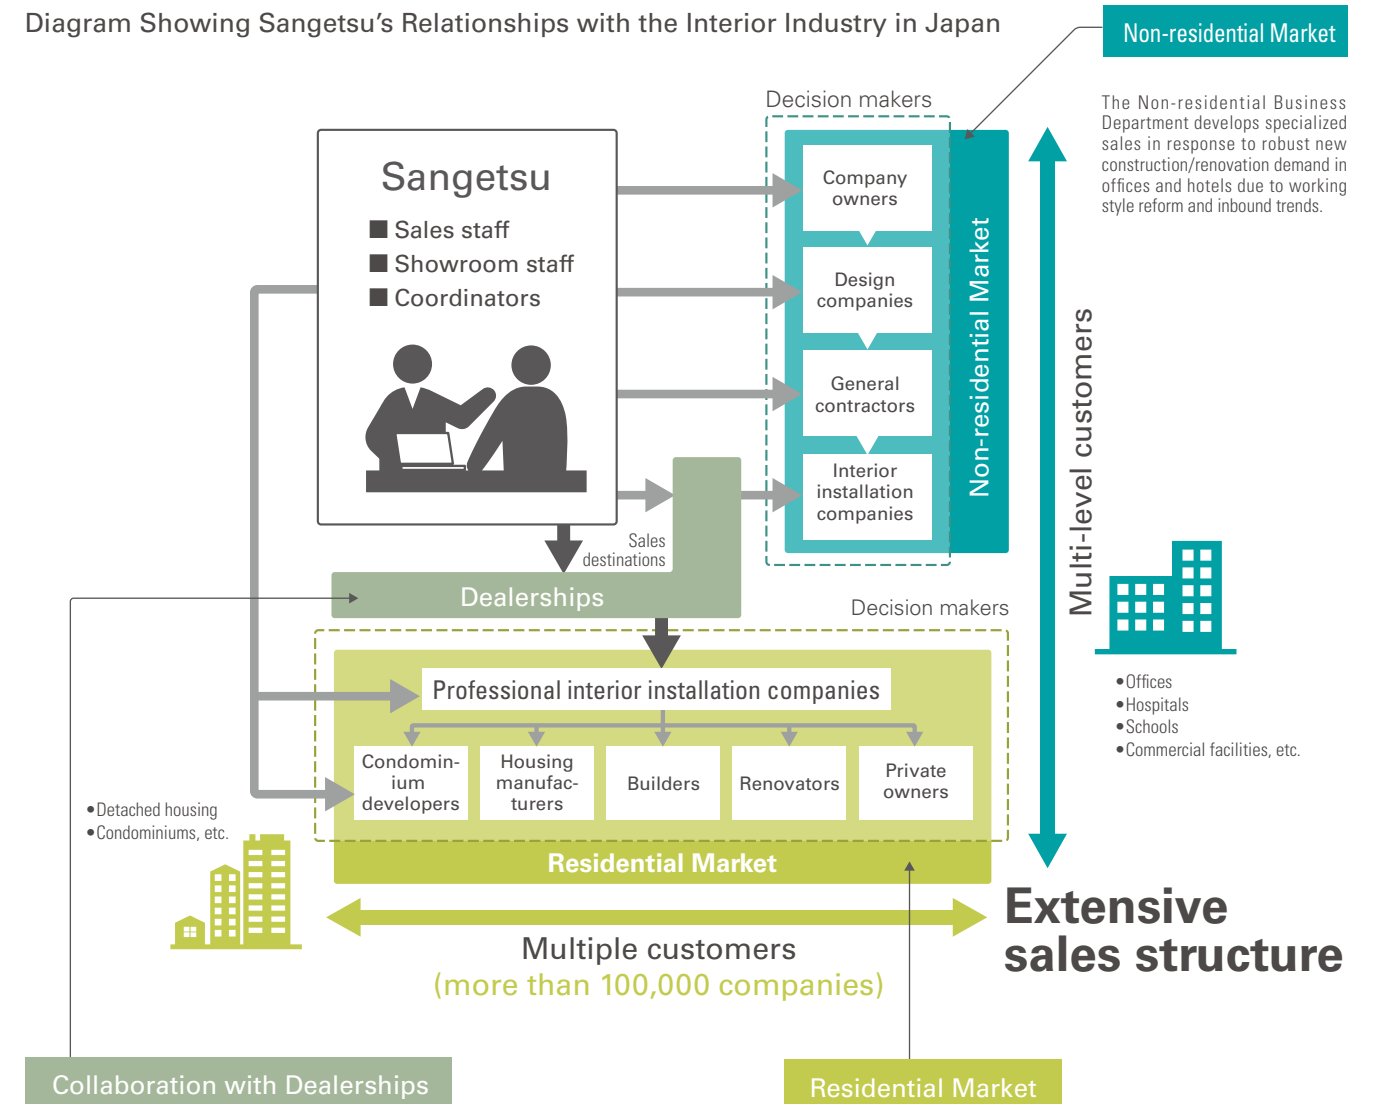 Diagram Showing Sangetsu's Relationships with the Interior Industry in Japan
Non-residential Market
The Non-residential Business
Department develops specialized
sales in response to robust new
construction/renovation demand in
offices and hotels due to working
style reform and inbound trends.
Decision makers
Sangetsu
■ Sales staff
■ Showroom staff
■ Coordinators
Company
owners
Design
companies
General
contractors
Interior
installation
companies
Non-residential Market
Multi-level customers
Sales
destinations
Dealerships
Decision makers
Professional interior installation companies
Condomin-
ium
developers
Housing
manufac-
turers
Builders
Renovators
Private
owners
Residential Market
•Offices
•Hospitals
•Schools
•Commercial facilities, etc.
•Detached housing
•Condominiums, etc.
Multiple customers
(more than 100,000 companies)
Extensive
sales structure
Collaboration with Dealerships
Residential Market